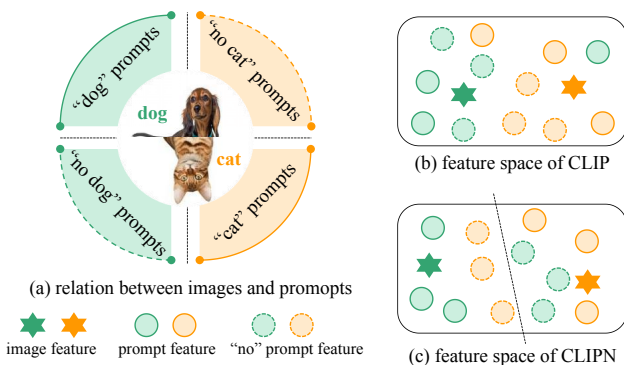 "dog" prompts
"no cat" prompts
dog
cat
"no dog" prompts
"cat" prompts
(a) relation between images and promopts
image feature
prompt feature
"no" prompt feature
(b) feature space of CLIP
(c) feature space of CLIPN